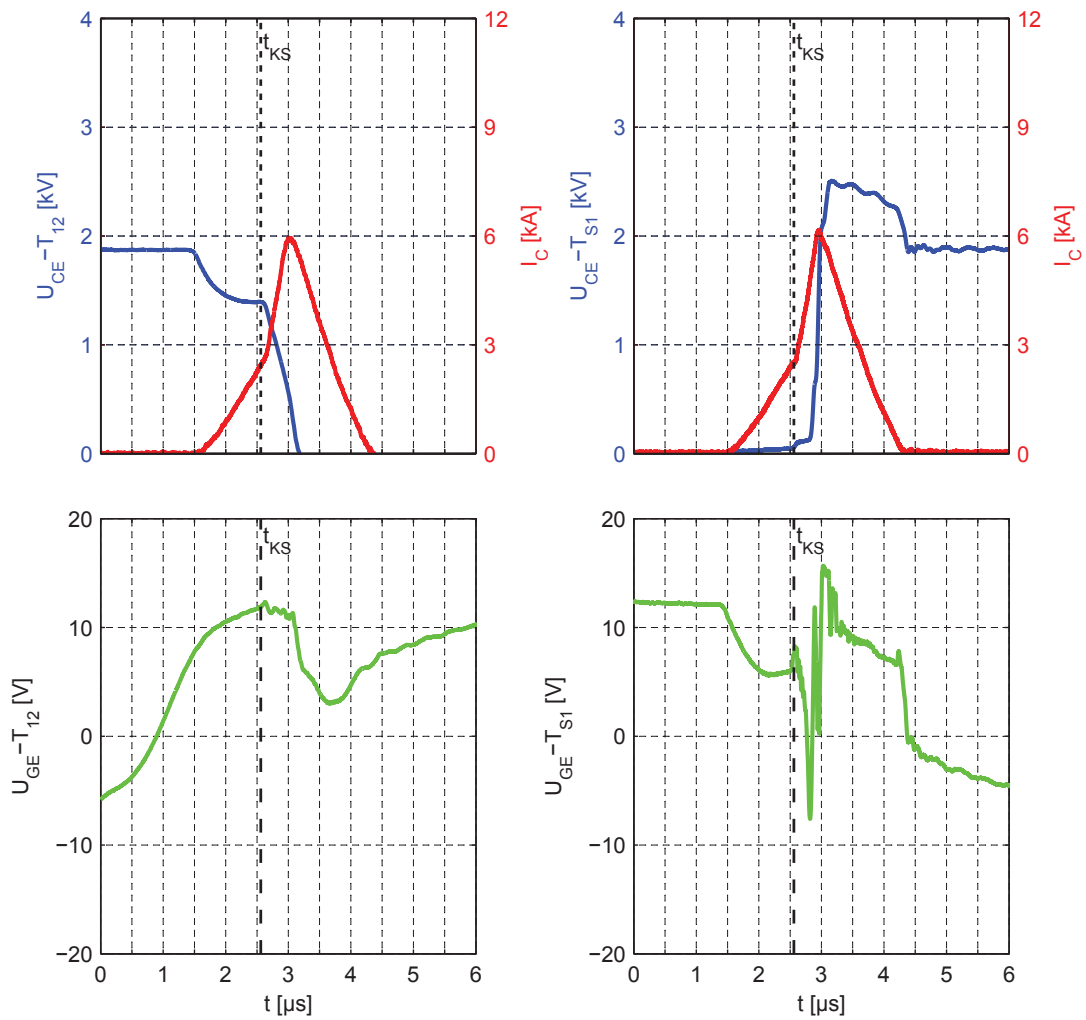 4
3
2
1
0
U_CE−T_12 [kV]
t_KS
12
9
6
3
0
I_C [kA]
4
3
2
1
0
U_CE−T_S1 [kV]
t_KS
12
9
6
3
0
I_C [kA]
20
10
0
−10
−20
U_GE−T_12 [V]
t_KS
0 1 2 3 4 5 6
t [µs]
20
10
0
−10
−20
U_GE−T_S1 [V]
t_KS
0 1 2 3 4 5 6
t [µs]